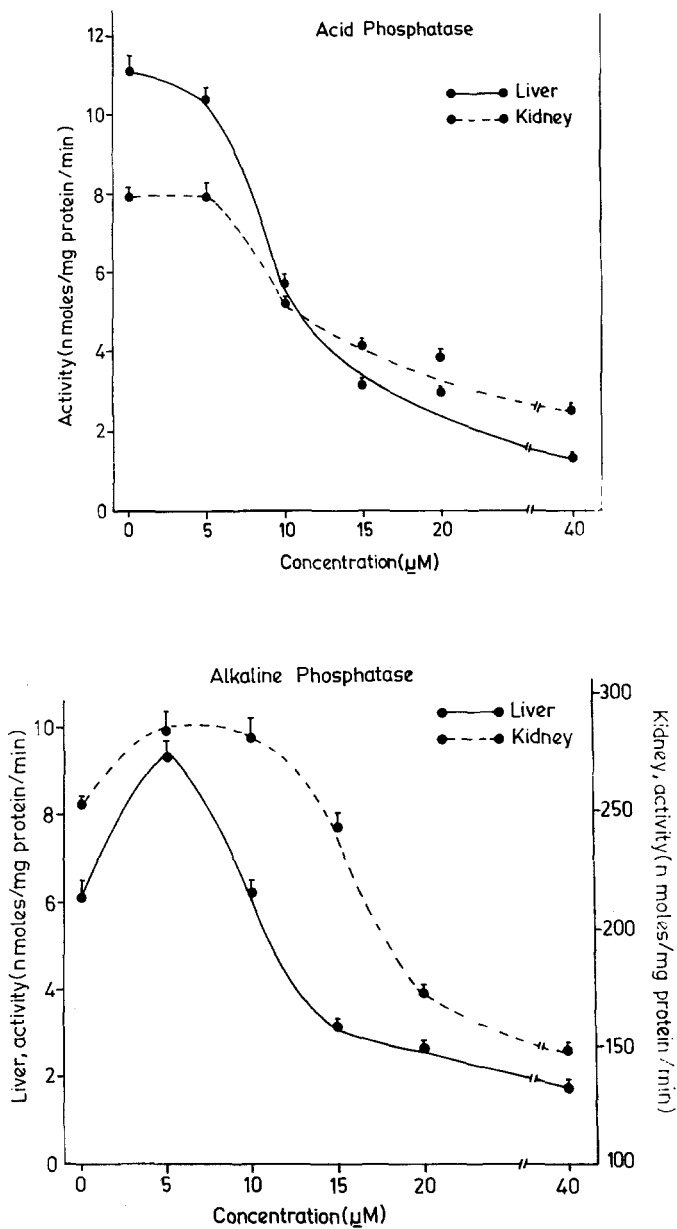 Acid Phosphatase
12
10
8
6
4
2
0
Activity(n moles/mg protein/min)
Liver
Kidney
0 5 10 15 20 40
Concentration(µM)
Alkaline Phosphatase
10
8
6
4
2
0
Liver, activity(n moles/mg protein/min)
Liver
Kidney
300
250
200
150
100
Kidney, activity(n moles/mg protein/min)
0 5 10 15 20 40
Concentration(µM)